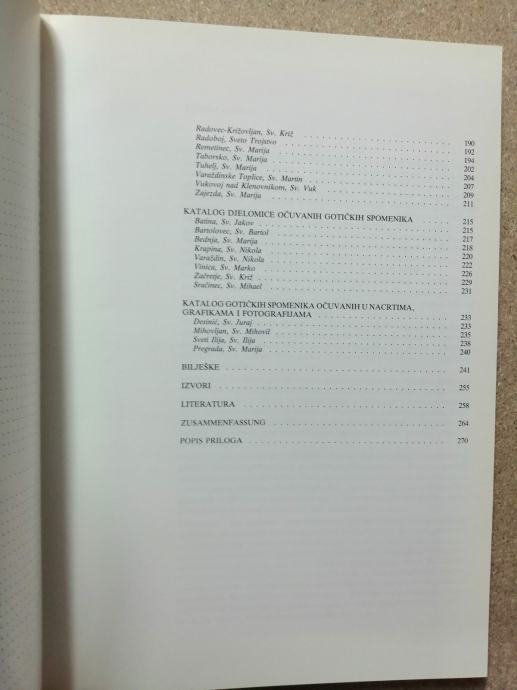 Radovec-Križovljan, Sv. Križ . . . . . . . . . . . . . . . . . . . . 190
Radoboj, Sveto Trojstvo . . . . . . . . . . . . . . . . . . . . 192
Remetinec, Sv. Marija . . . . . . . . . . . . . . . . . . . . 194
Taborsko, Sv. Marija . . . . . . . . . . . . . . . . . . . . 202
Tuhelj, Sv. Marija . . . . . . . . . . . . . . . . . . . . 204
Varaždinske Toplice, Sv. Martin . . . . . . . . . . . . . . . . . . . . 207
Vukovoj nad Klenovnikom, Sv. Vuk . . . . . . . . . . . . . . . . . . . . 209
Zajezda, Sv. Marija . . . . . . . . . . . . . . . . . . . . 211
KATALOG DJELOMICE OČUVANIH GOTIČKIH SPOMENIKA . . . . . . . . 215
Batina, Sv. Jakov . . . . . . . . . . . . . . . . . . . . 215
Bartolovec, Sv. Bartol . . . . . . . . . . . . . . . . . . . . 217
Bednja, Sv. Marija . . . . . . . . . . . . . . . . . . . . 218
Krapina, Sv. Nikola . . . . . . . . . . . . . . . . . . . . 220
Varaždin, Sv. Nikola . . . . . . . . . . . . . . . . . . . . 222
Vinica, Sv. Marko . . . . . . . . . . . . . . . . . . . . 226
Začretje, Sv. Križ . . . . . . . . . . . . . . . . . . . . 229
Sračinec, Sv. Mihael . . . . . . . . . . . . . . . . . . . . 231
KATALOG GOTIČKIH SPOMENIKA OČUVANIH U NACRTIMA,
GRAFIKAMA I FOTOGRAFIJAMA . . . . . . . . . . . . . . . . . . . . 233
Desinić, Sv. Juraj . . . . . . . . . . . . . . . . . . . . 233
Mihovljan, Sv. Mihovil . . . . . . . . . . . . . . . . . . . . 235
Sveti Ilija, Sv. Ilija . . . . . . . . . . . . . . . . . . . . 238
Pregrada, Sv. Marija . . . . . . . . . . . . . . . . . . . . 240
BILJEŠKE . . . . . . . . . . . . . . . . . . . . 241
IZVORI . . . . . . . . . . . . . . . . . . . . 255
LITERATURA . . . . . . . . . . . . . . . . . . . . 258
ZUSAMMENFASSUNG . . . . . . . . . . . . . . . . . . . . 264
POPIS PRILOGA . . . . . . . . . . . . . . . . . . . . 270